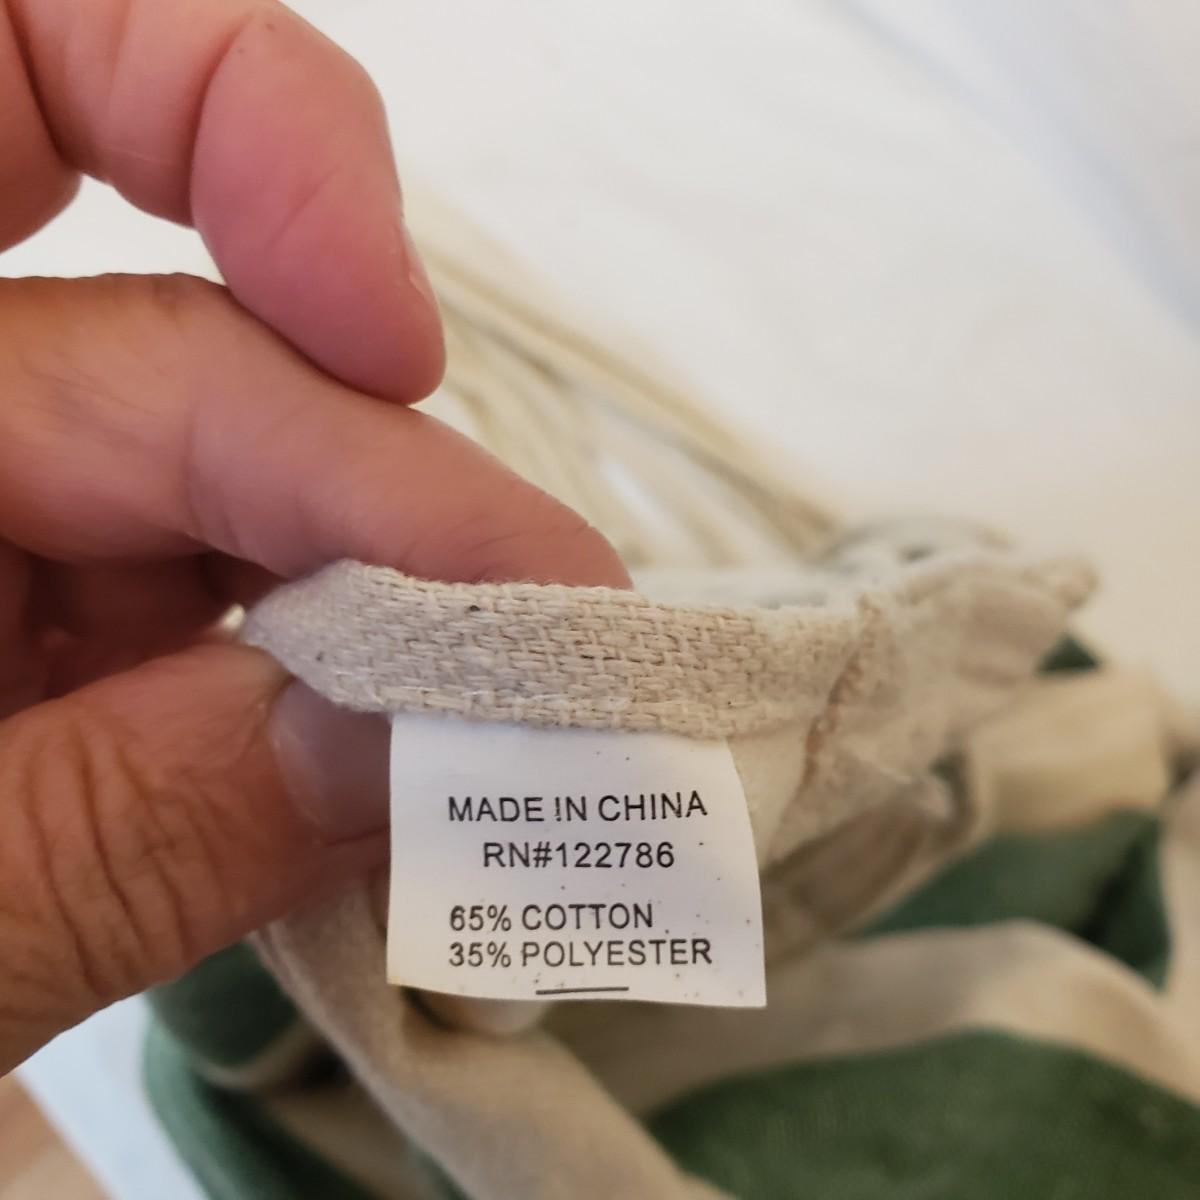 MADE IN CHINA
RN#122786
65% COTTON
35% POLYESTER